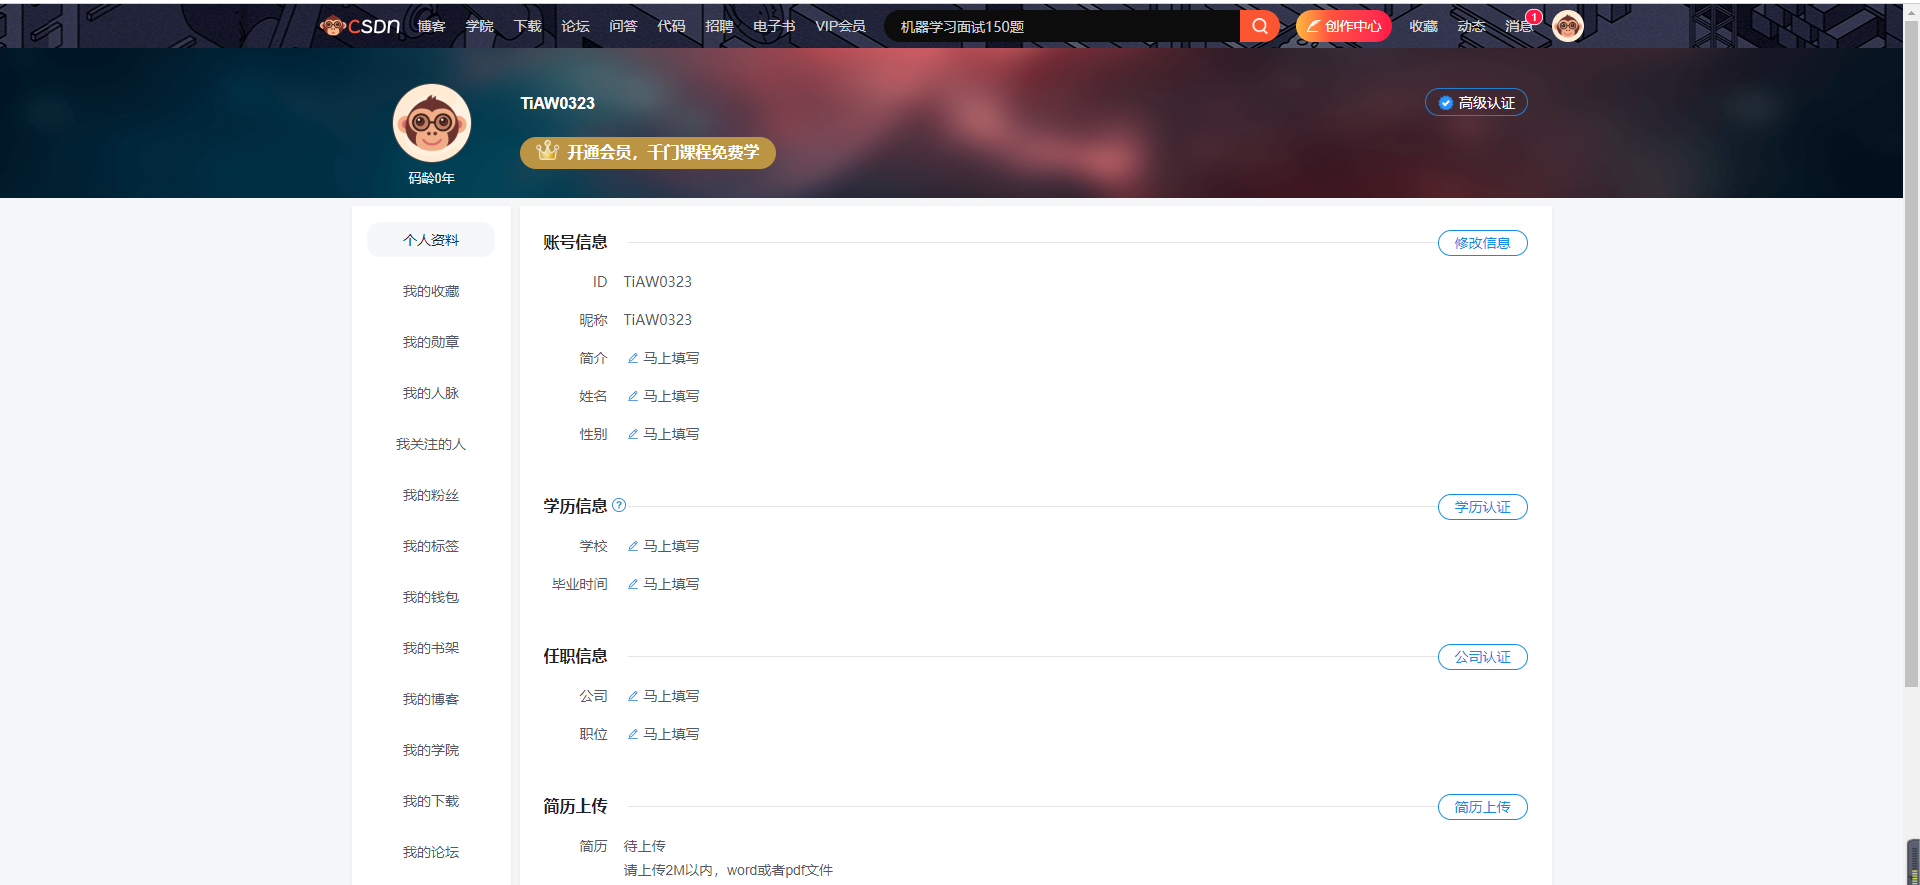 CSDN 博客 学院 下载 论坛 问答 代码 招聘 电子书 VIP会员 机器学习面试150题 创作中心 收藏 动态 消息 1
TiAW0323
高级认证
开通会员，千门课程免费学
码龄0年
个人资料
我的收藏
我的勋章
我的人脉
我关注的人
我的粉丝
我的标签
我的钱包
我的书架
我的博客
我的学院
我的下载
我的论坛
账号信息 修改信息
ID TiAW0323
昵称 TiAW0323
简介 马上填写
姓名 马上填写
性别 马上填写
学历信息 ? 学历认证
学校 马上填写
毕业时间 马上填写
任职信息 公司认证
公司 马上填写
职位 马上填写
简历上传 简历上传
简历 待上传
请上传2M以内，word或者pdf文件